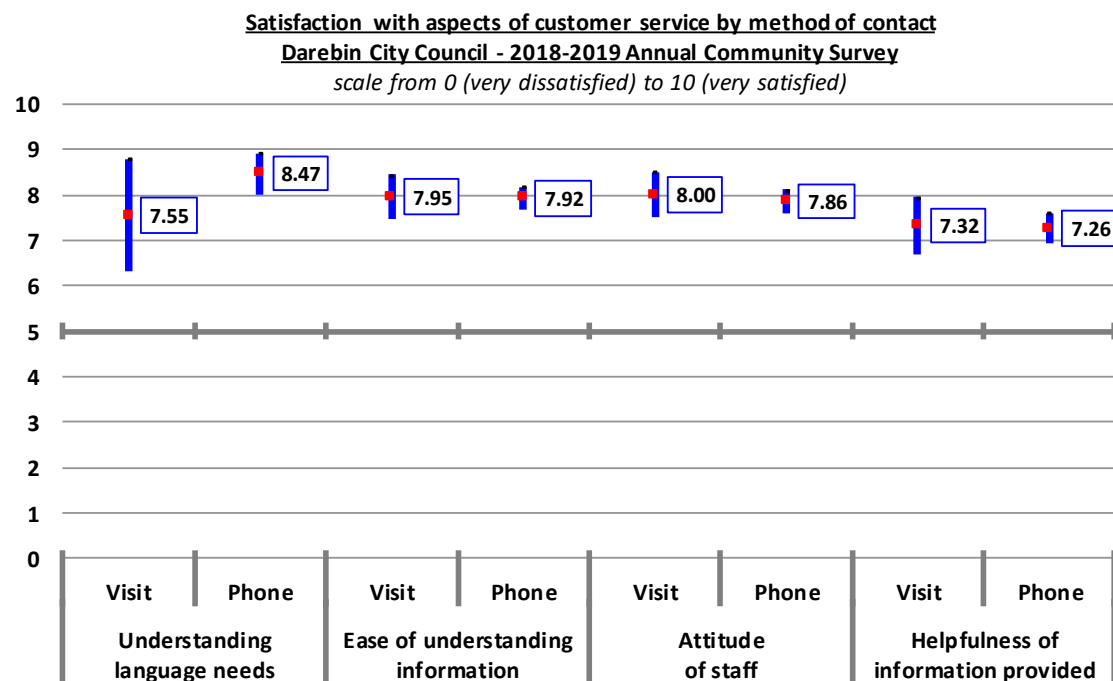 Satisfaction with aspects of customer service by method of contact
Darebin City Council - 2018-2019 Annual Community Survey
scale from 0 (very dissatisfied) to 10 (very satisfied)
10
9
8
7
6
5
4
3
2
1
0
7.55
8.47
7.95
7.92
8.00
7.86
7.32
7.26
Visit Phone Visit Phone Visit Phone Visit Phone
Understanding
language needs
Ease of understanding
information
Attitude
of staff
Helpfulness of
information provided